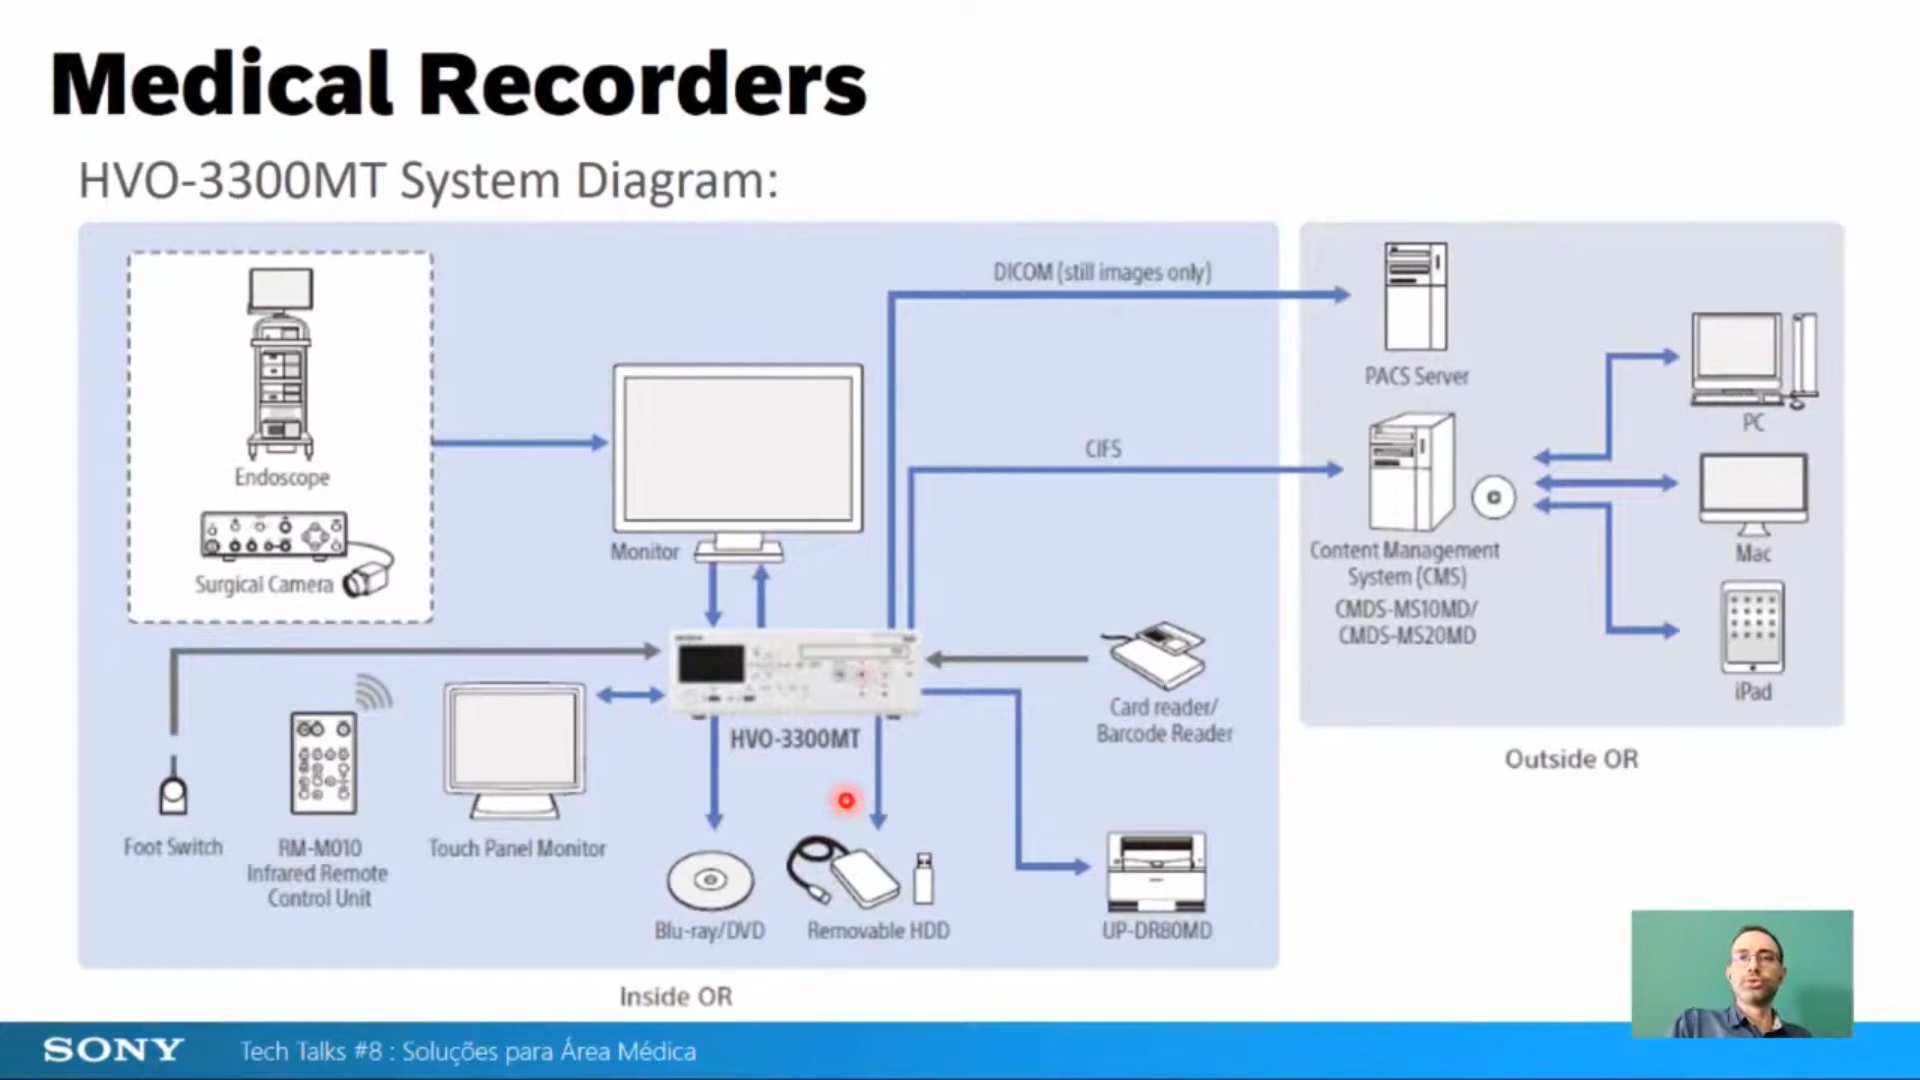 Medical Recorders
HVO-3300MT System Diagram:
DICOM (still images only)
Endoscope
Surgical Camera
Monitor
CIFS
PACS Server
PC
Content Management
System (CMS)
CMDS-MS10MD/
CMDS-MS20MD
Mac
iPad
Outside OR
HVO-3300MT
Card reader/
Barcode Reader
Foot Switch
RM-M010
Infrared Remote
Control Unit
Touch Panel Monitor
Blu-ray/DVD
Removable HDD
UP-DR80MD
Inside OR
SONY
Tech Talks #8 : Soluções para Área Médica